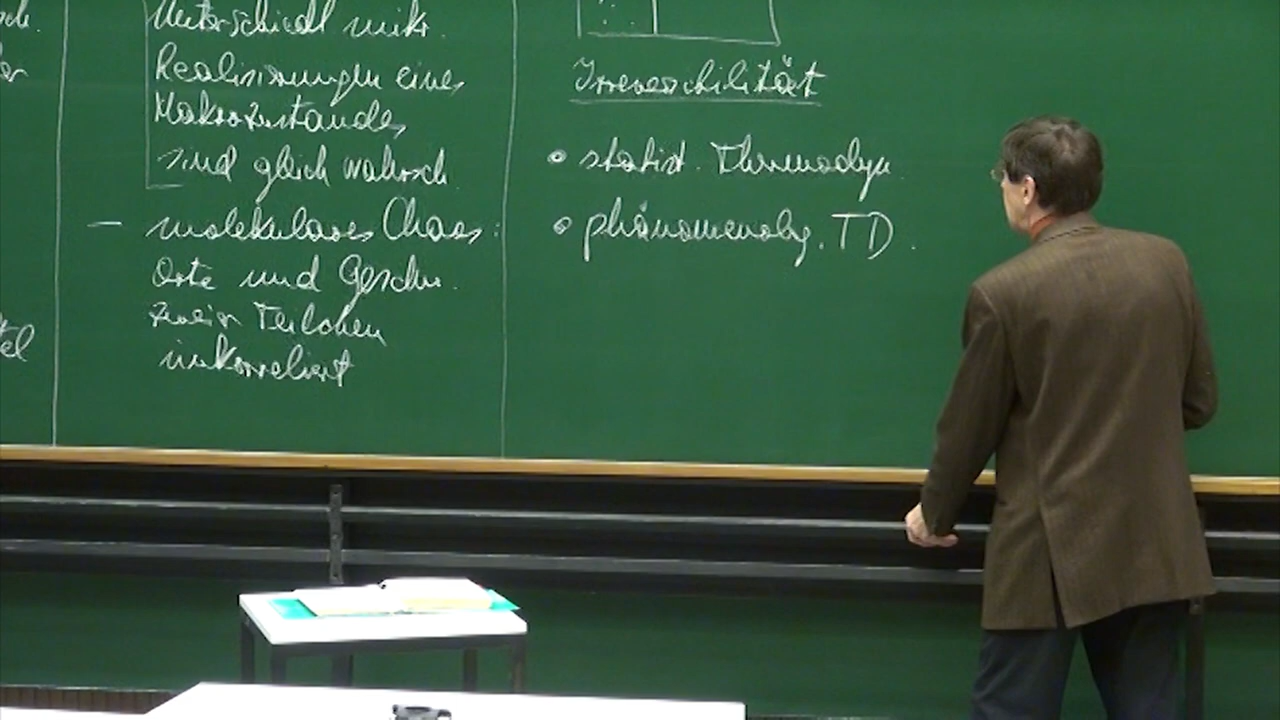 Unterschiedl mikr.
Realisierungen eines
Makrozustandes
sind gleich wahrsch.
— molekulares Chaos:
Orte und Geschw.
zweier Teilchen
unkorreliert
Irreversibilität
• statist. Thermodyn.
• phänomenolog. TD.